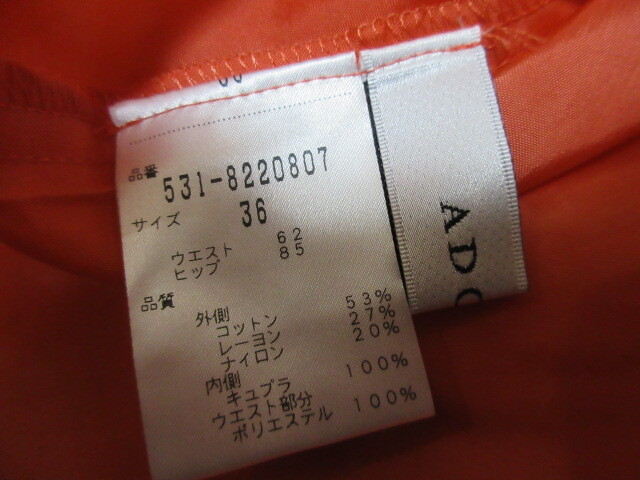 品番 531-8220807
サイズ 36
ウエスト 62
ヒップ 85
品質
外側
コットン 53%
レーヨン 27%
ナイロン 20%
内側
キュプラ 100%
ウエスト部分
ポリエステル 100%
ADO